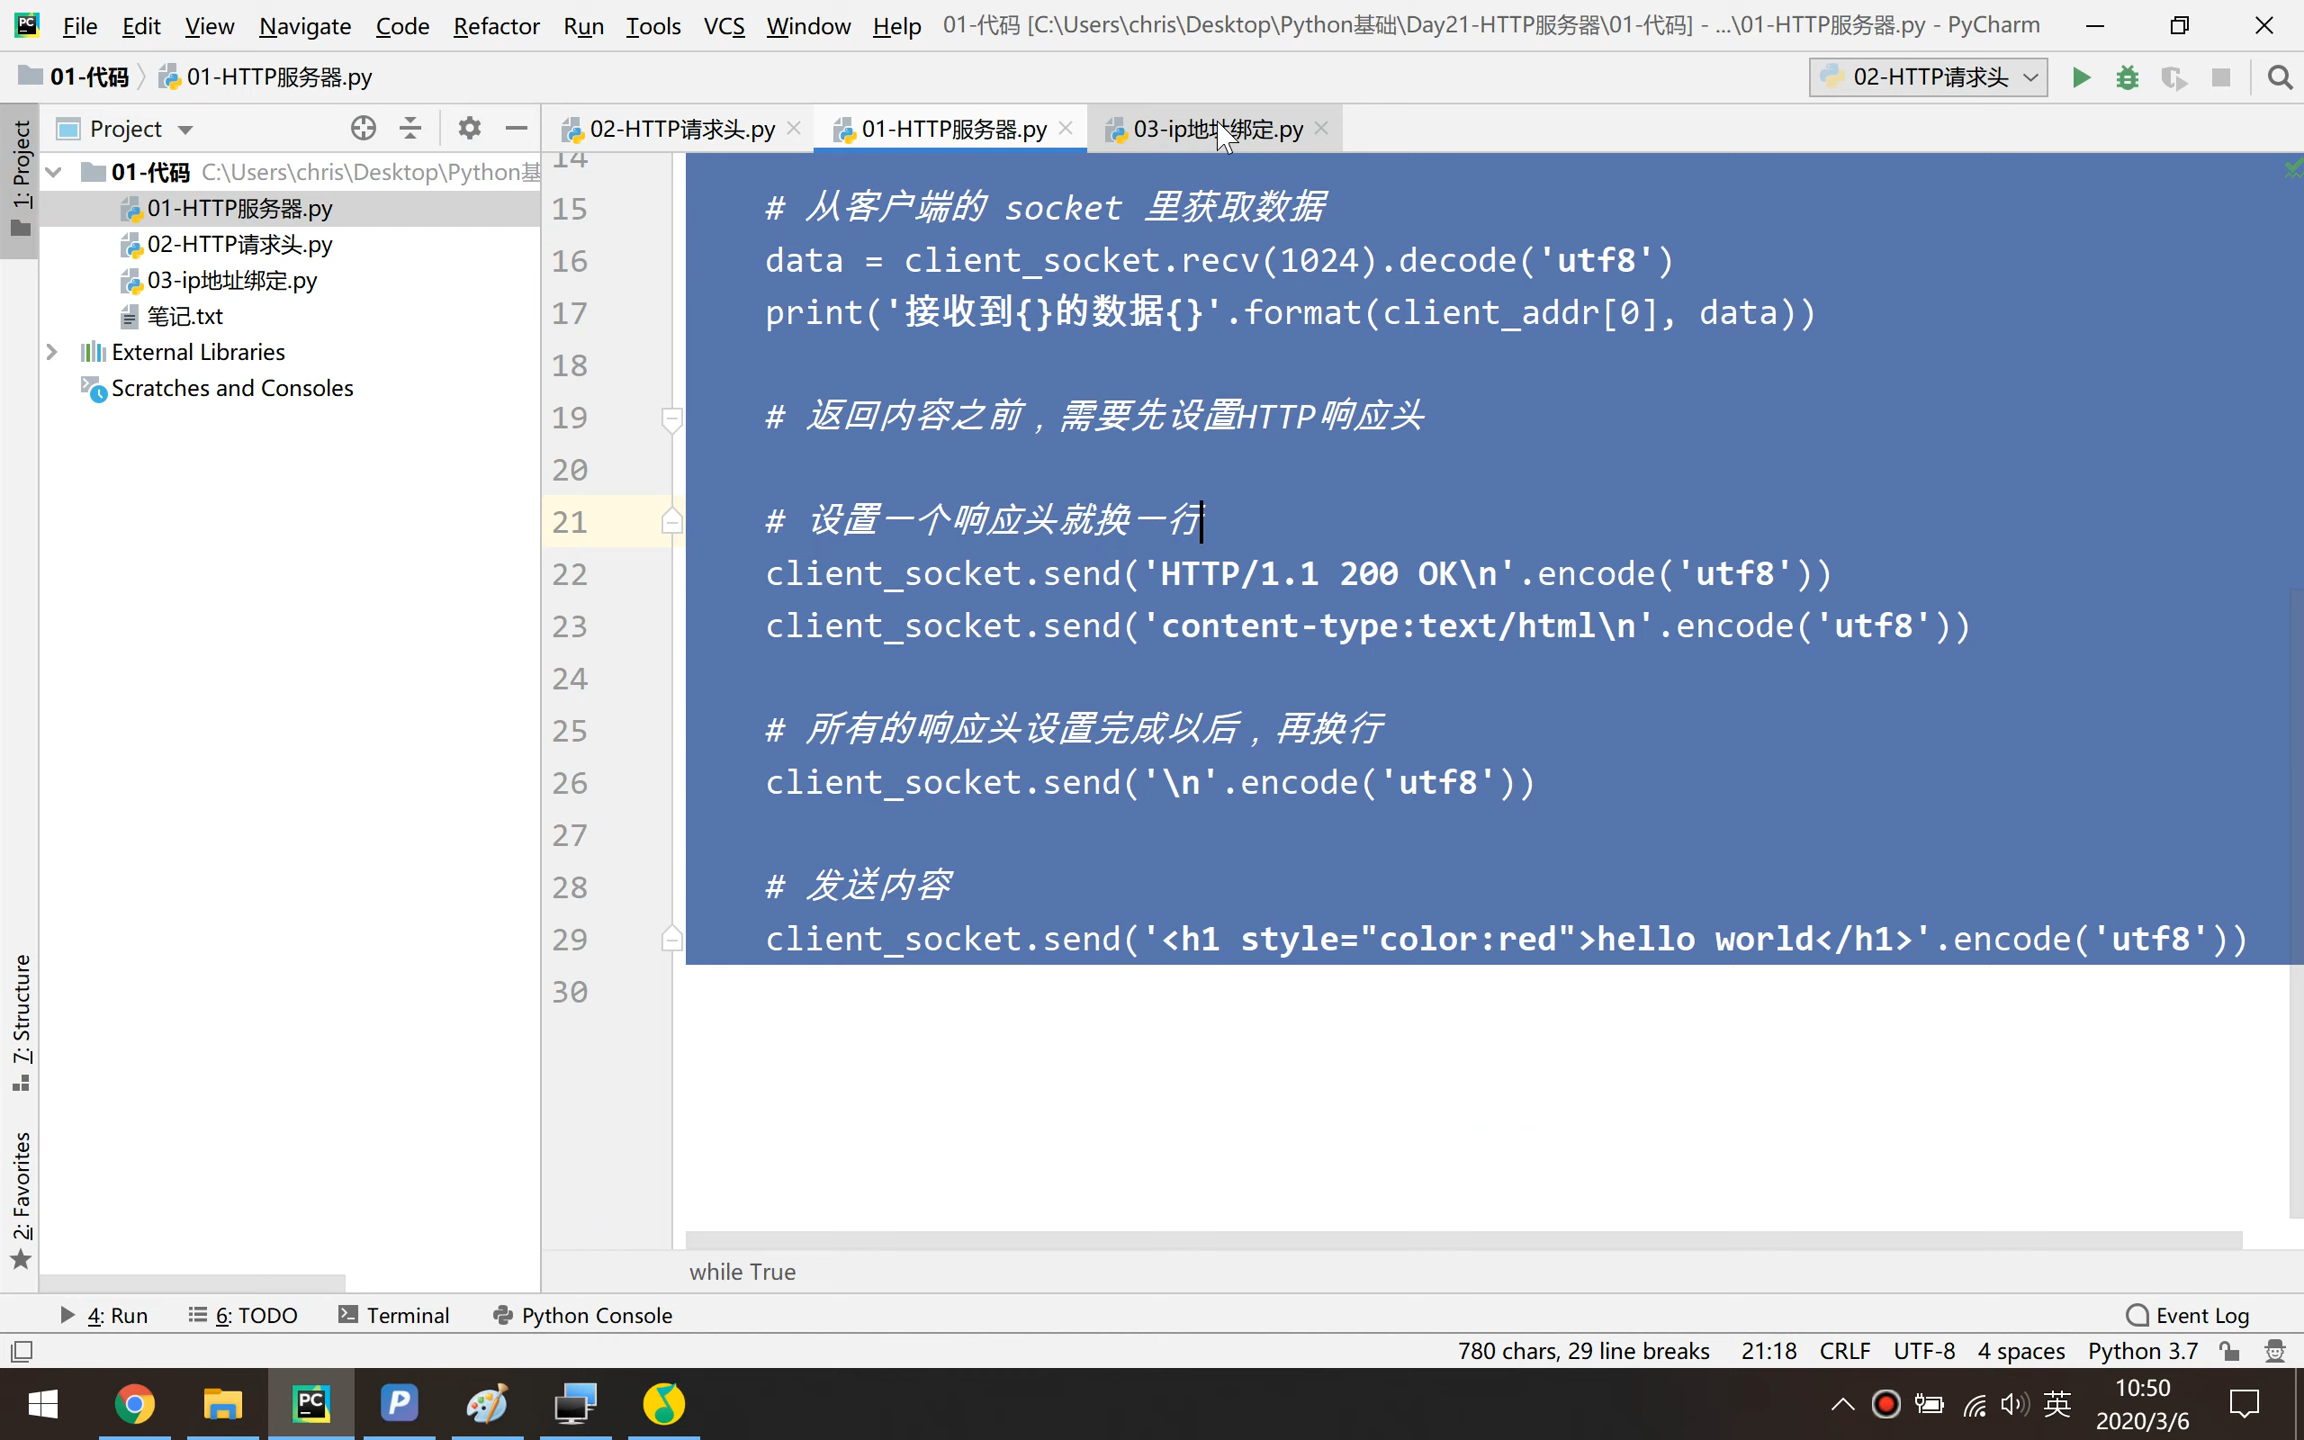 File Edit View Navigate Code Refactor Run Tools VCS Window Help 01-代码 [C:\Users\chris\Desktop\Python基础\Day21-HTTP服务器\01-代码] - ...\01-HTTP服务器.py - PyCharm
01-代码 01-HTTP服务器.py 02-HTTP请求头
Project 02-HTTP请求头.py 01-HTTP服务器.py 03-ip地址绑定.py
1: Project
01-代码 C:\Users\chris\Desktop\Python基
01-HTTP服务器.py
02-HTTP请求头.py
03-ip地址绑定.py
笔记.txt
External Libraries
Scratches and Consoles
7: Structure
2: Favorites
14
15 # 从客户端的 socket 里获取数据
16 data = client_socket.recv(1024).decode('utf8')
17 print('接收到{}的数据{}'.format(client_addr[0], data))
18
19 # 返回内容之前，需要先设置HTTP响应头
20
21 # 设置一个响应头就换一行
22 client_socket.send('HTTP/1.1 200 OK\n'.encode('utf8'))
23 client_socket.send('content-type:text/html\n'.encode('utf8'))
24
25 # 所有的响应头设置完成以后，再换行
26 client_socket.send('\n'.encode('utf8'))
27
28 # 发送内容
29 client_socket.send('<h1 style="color:red">hello world</h1>'.encode('utf8'))
30
while True
4: Run 6: TODO Terminal Python Console Event Log
780 chars, 29 line breaks 21:18 CRLF UTF-8 4 spaces Python 3.7
英 10:50
2020/3/6